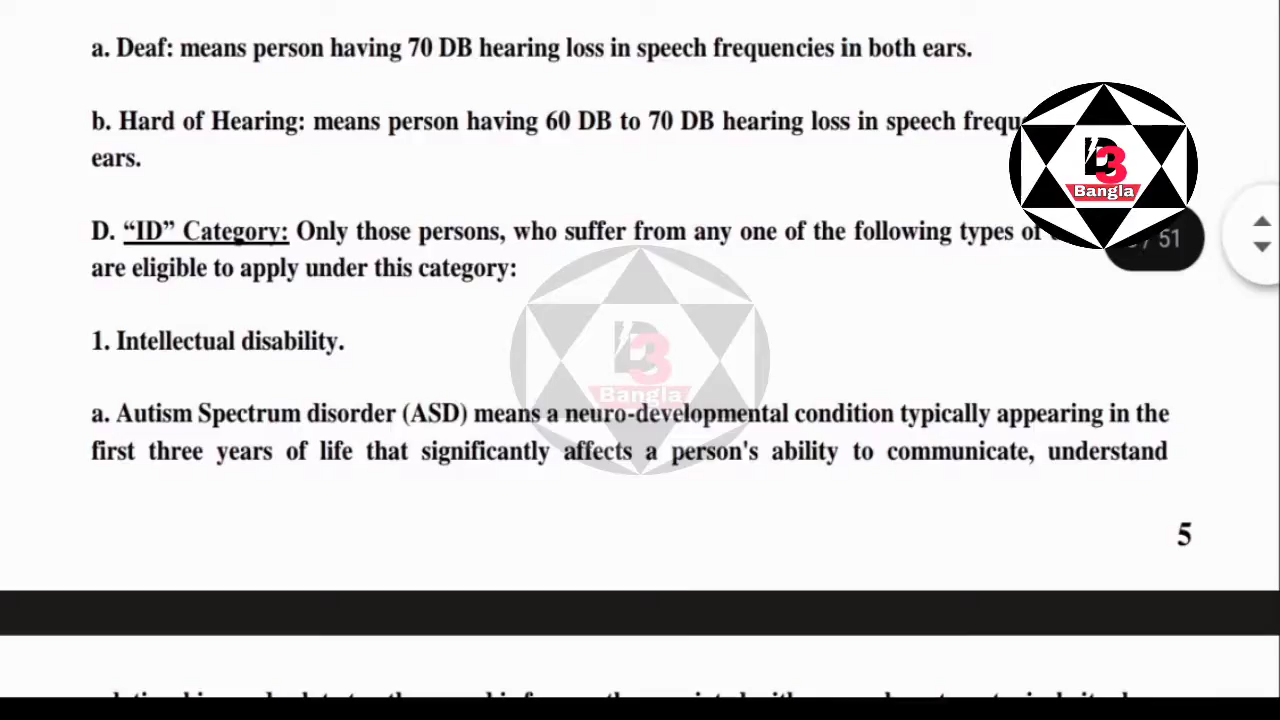 a. Deaf: means person having 70 DB hearing loss in speech frequencies in both ears.
b. Hard of Hearing: means person having 60 DB to 70 DB hearing loss in speech
ears.
D. “ID” Category: Only those persons, who suffer from any one of the following types of
are eligible to apply under this category:
1. Intellectual disability.
a. Autism Spectrum disorder (ASD) means a neuro-developmental condition typically appearing in the
first three years of life that significantly affects a person's ability to communicate, understand
5
D3
Bangla
/ 51
D3
Bangla